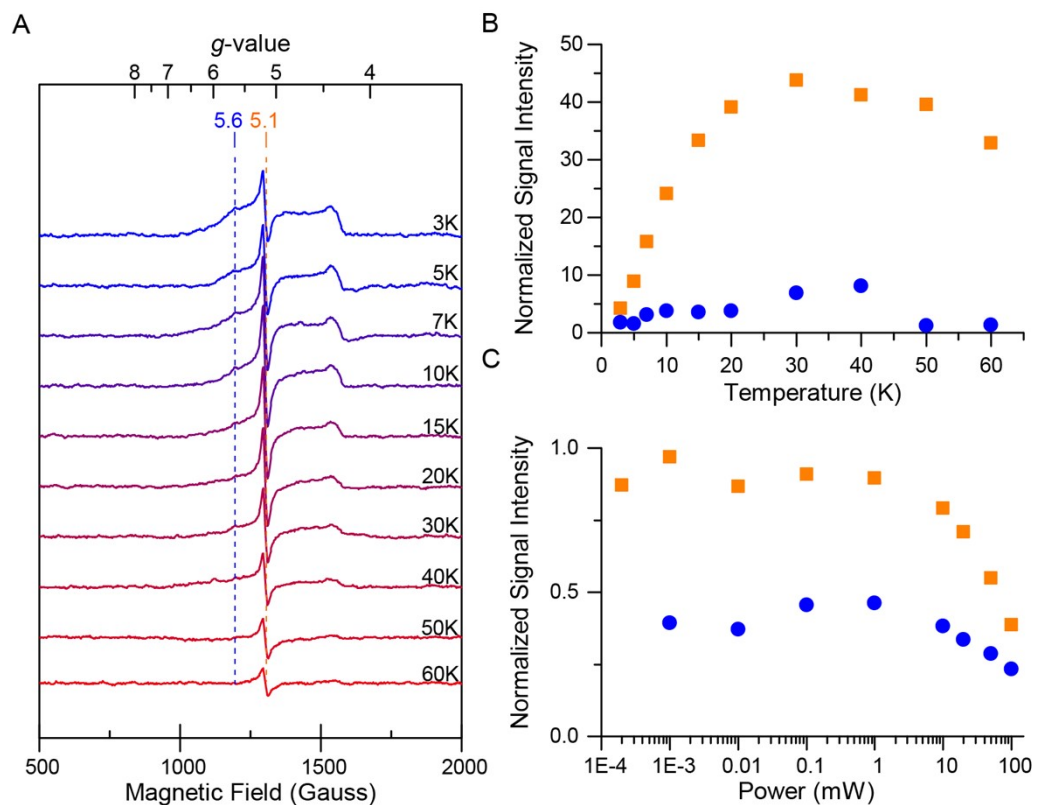 A
g-value
8 7 6 5 4
5.6 5.1
3K
5K
7K
10K
15K
20K
30K
40K
50K
60K
500 1000 1500 2000
Magnetic Field (Gauss)
B
50
40
30
20
10
0
Normalized Signal Intensity
0 10 20 30 40 50 60
Temperature (K)
C
1.0
0.5
0.0
Normalized Signal Intensity
1E-4 1E-3 0.01 0.1 1 10 100
Power (mW)